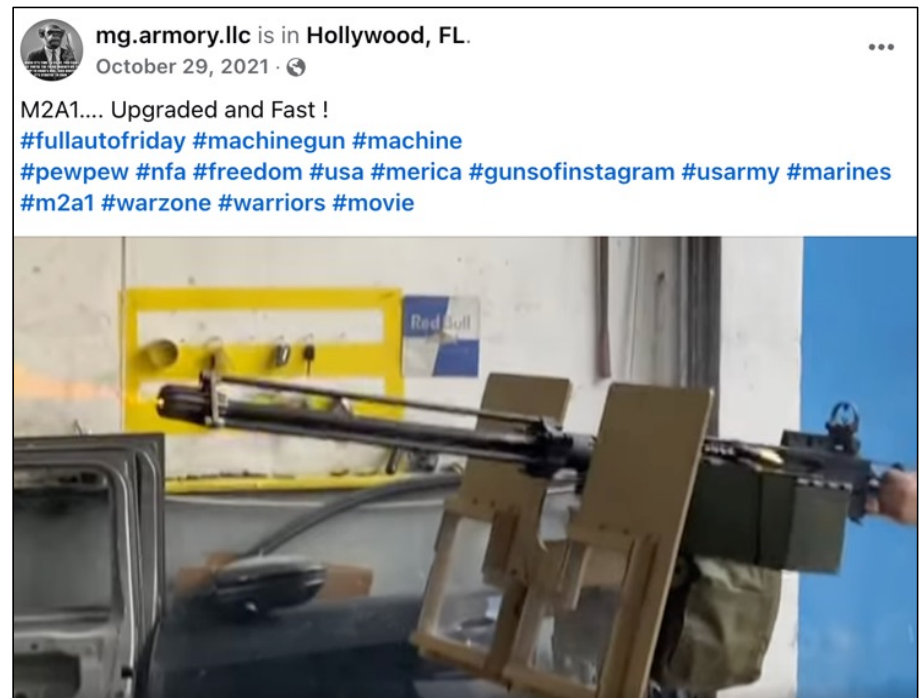 mg.armory.llc is in Hollywood, FL.
October 29, 2021 ·
M2A1.... Upgraded and Fast !
#fullautofriday #machinegun #machine
#pewpew #nfa #freedom #usa #merica #gunsofinstagram #usarmy #marines
#m2a1 #warzone #warriors #movie
Red Bull